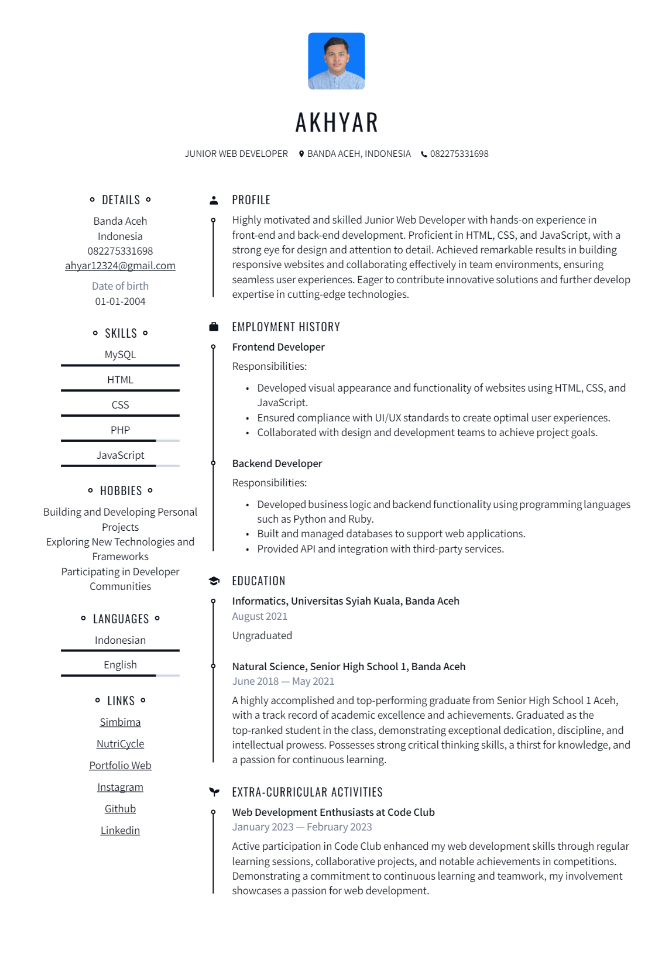 AKHYAR
JUNIOR WEB DEVELOPER BANDA ACEH, INDONESIA 082275331698
DETAILS
Banda Aceh
Indonesia
082275331698
ahyar12324@gmail.com
Date of birth
01-01-2004
SKILLS
MySQL
HTML
CSS
PHP
JavaScript
HOBBIES
Building and Developing Personal
Projects
Exploring New Technologies and
Frameworks
Participating in Developer
Communities
LANGUAGES
Indonesian
English
LINKS
Simbima
NutriCycle
Portfolio Web
Instagram
Github
Linkedin
PROFILE
Highly motivated and skilled Junior Web Developer with hands-on experience in
front-end and back-end development. Proficient in HTML, CSS, and JavaScript, with a
strong eye for design and attention to detail. Achieved remarkable results in building
responsive websites and collaborating effectively in team environments, ensuring
seamless user experiences. Eager to contribute innovative solutions and further develop
expertise in cutting-edge technologies.
EMPLOYMENT HISTORY
Frontend Developer
Responsibilities:
• Developed visual appearance and functionality of websites using HTML, CSS, and
JavaScript.
• Ensured compliance with UI/UX standards to create optimal user experiences.
• Collaborated with design and development teams to achieve project goals.
Backend Developer
Responsibilities:
• Developed business logic and backend functionality using programming languages
such as Python and Ruby.
• Built and managed databases to support web applications.
• Provided API and integration with third-party services.
EDUCATION
Informatics, Universitas Syiah Kuala, Banda Aceh
August 2021
Ungraduated
Natural Science, Senior High School 1, Banda Aceh
June 2018 — May 2021
A highly accomplished and top-performing graduate from Senior High School 1 Aceh,
with a track record of academic excellence and achievements. Graduated as the
top-ranked student in the class, demonstrating exceptional dedication, discipline, and
intellectual prowess. Possesses strong critical thinking skills, a thirst for knowledge, and
a passion for continuous learning.
EXTRA-CURRICULAR ACTIVITIES
Web Development Enthusiasts at Code Club
January 2023 — February 2023
Active participation in Code Club enhanced my web development skills through regular
learning sessions, collaborative projects, and notable achievements in competitions.
Demonstrating a commitment to continuous learning and teamwork, my involvement
showcases a passion for web development.